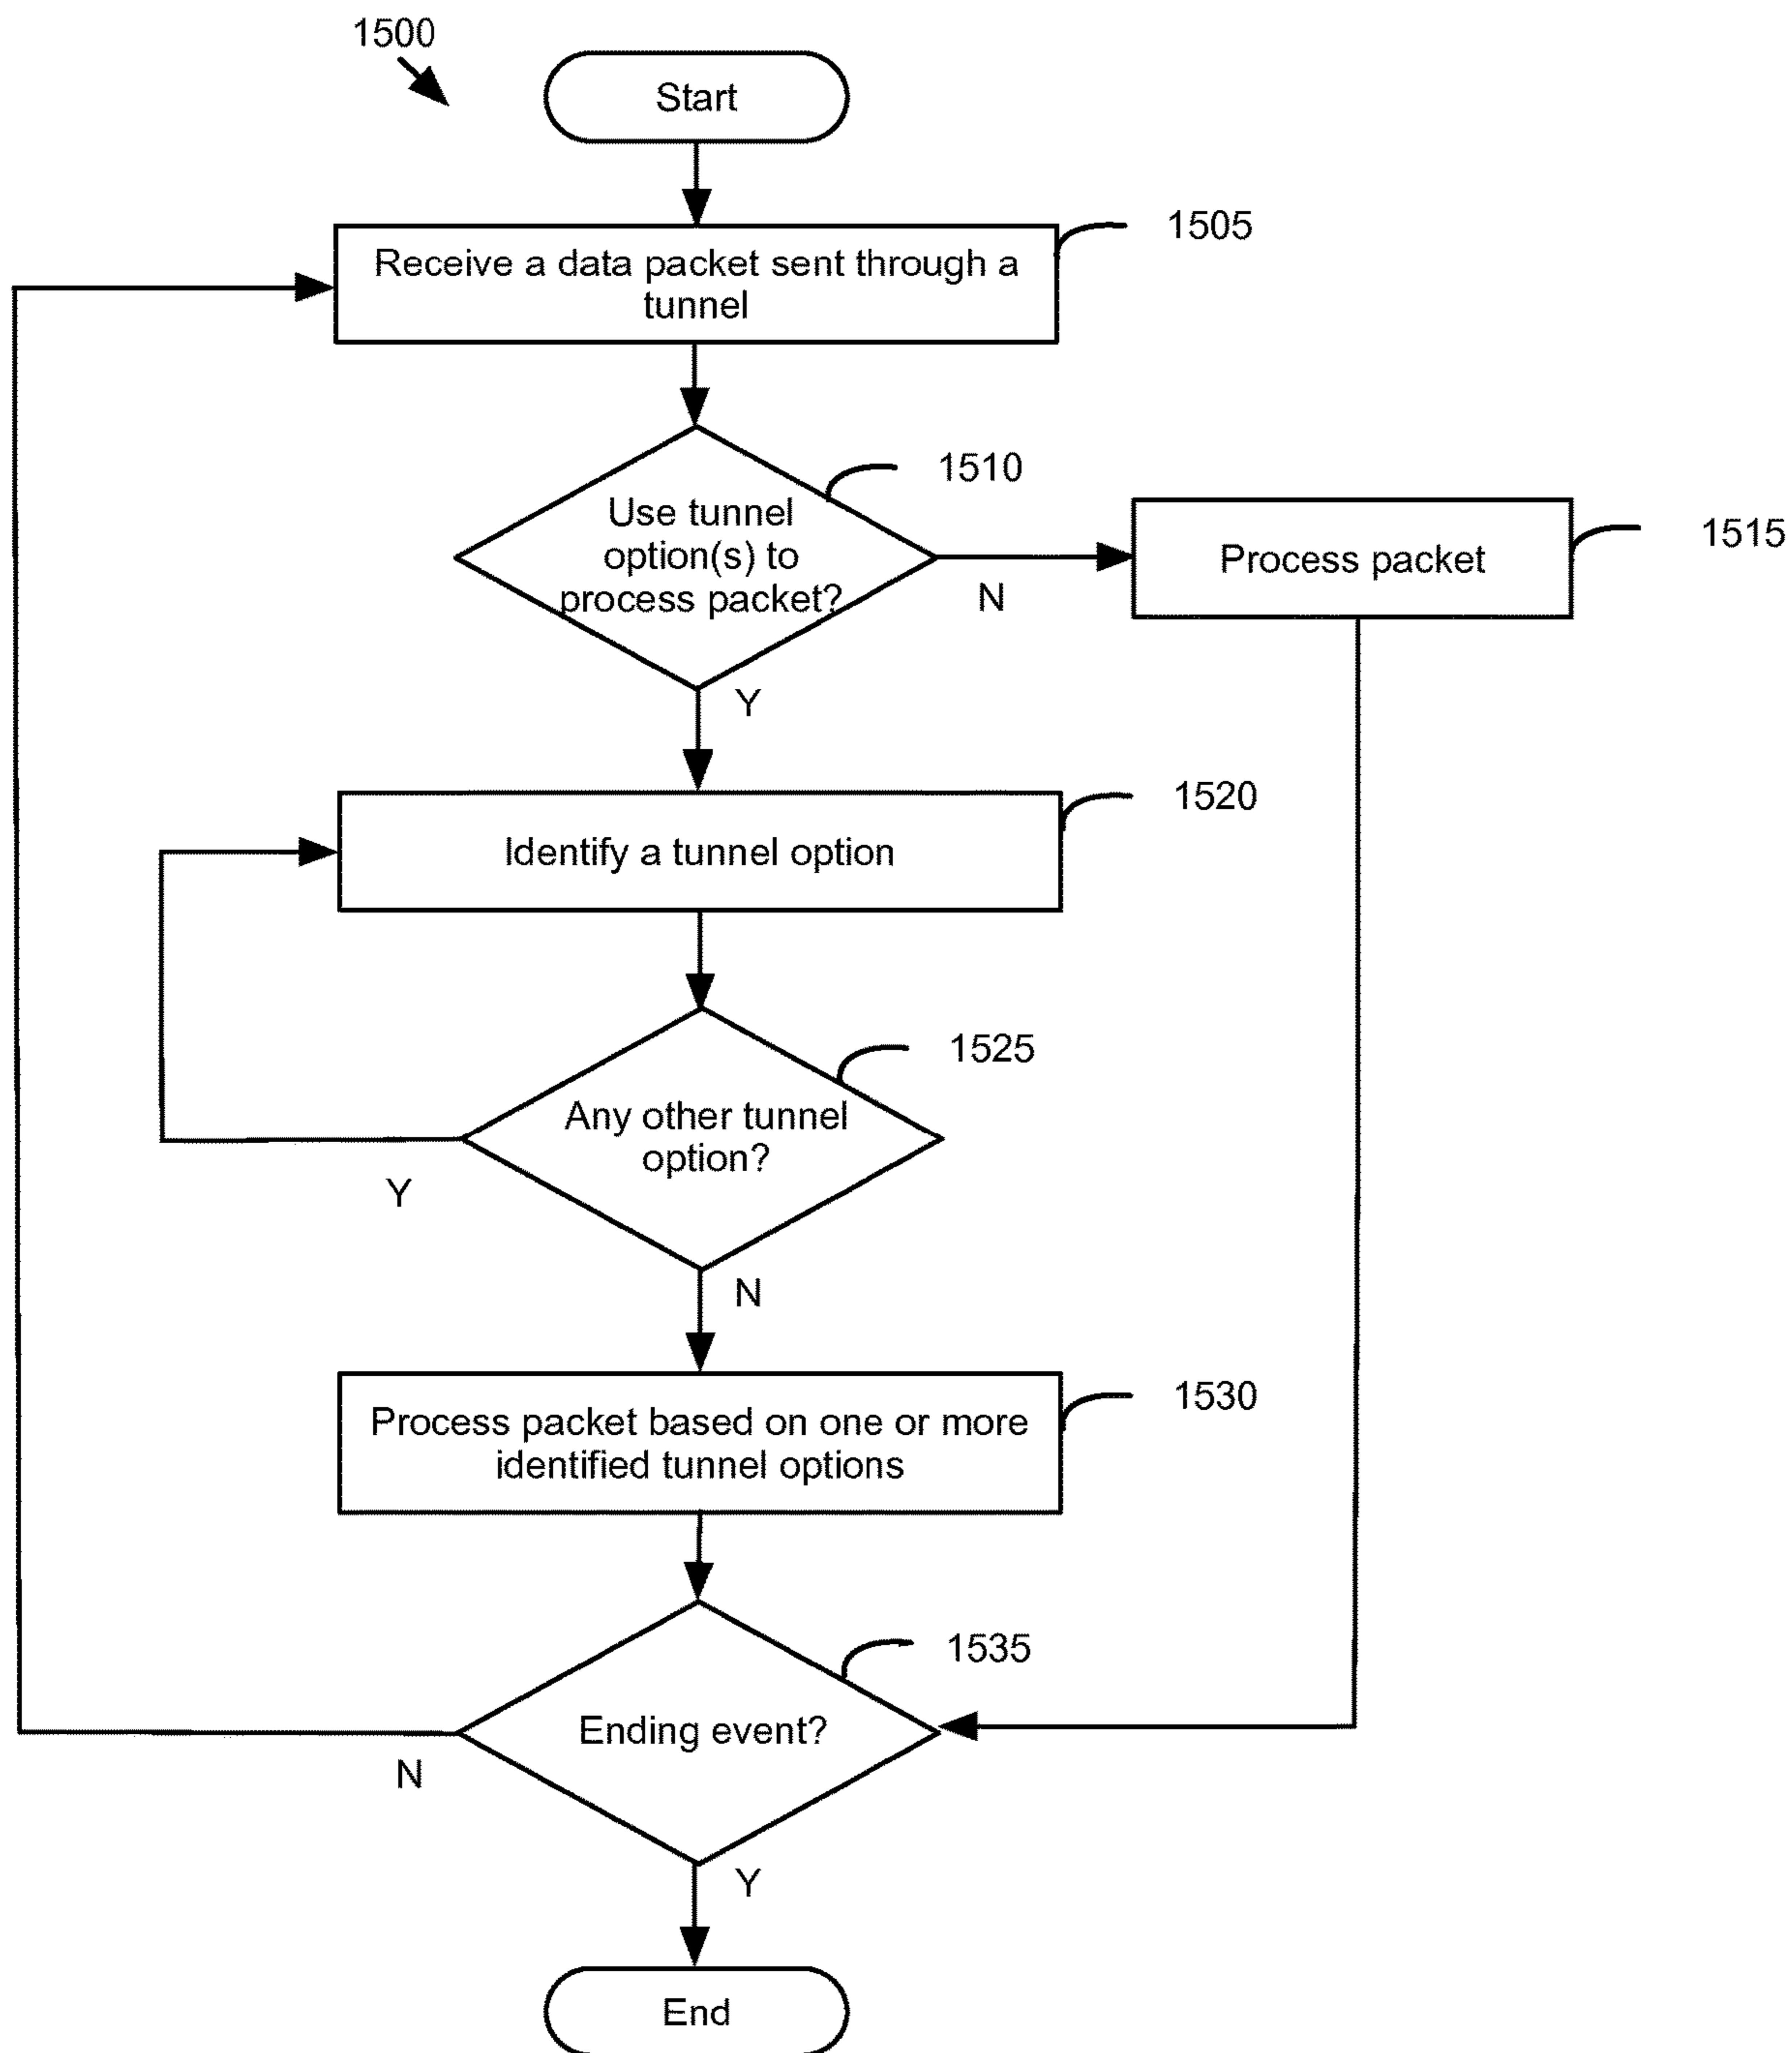 1500
Start
1505
Receive a data packet sent through a
tunnel
1510
Use tunnel
option(s) to
process packet?
1515
Process packet
N
Y
1520
Identify a tunnel option
1525
Any other tunnel
option?
Y
N
1530
Process packet based on one or more
identified tunnel options
1535
Ending event?
N
Y
End